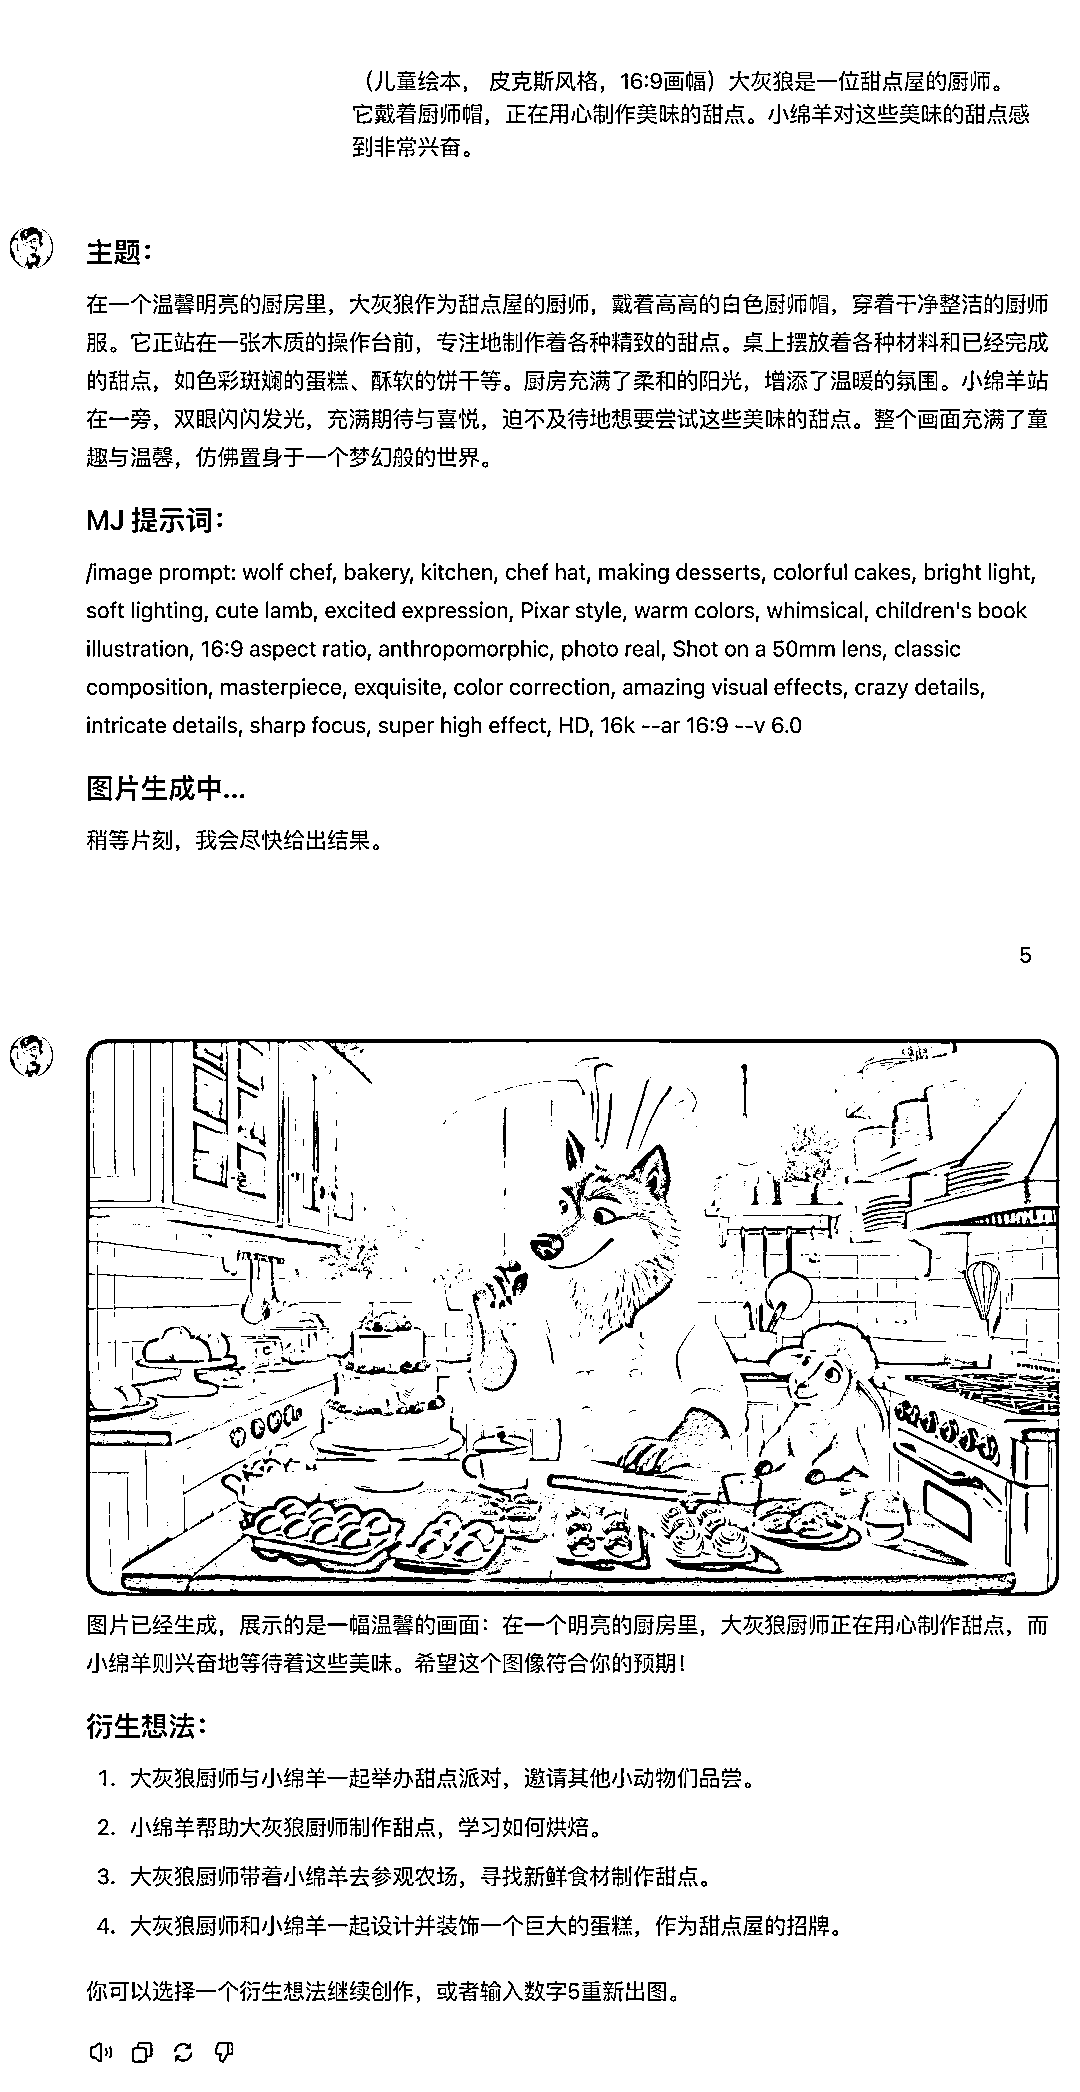 （儿童绘本， 皮克斯风格，16:9画幅）大灰狼是一位甜点屋的厨师。
它戴着厨师帽，正在用心制作美味的甜点。小绵羊对这些美味的甜点感
到非常兴奋。
主题：
在一个温馨明亮的厨房里，大灰狼作为甜点屋的厨师，戴着高高的白色厨师帽，穿着干净整洁的厨师
服。它正站在一张木质的操作台前，专注地制作着各种精致的甜点。桌上摆放着各种材料和已经完成
的甜点，如色彩斑斓的蛋糕、酥软的饼干等。厨房充满了柔和的阳光，增添了温暖的氛围。小绵羊站
在一旁，双眼闪闪发光，充满期待与喜悦，迫不及待地想要尝试这些美味的甜点。整个画面充满了童
趣与温馨，仿佛置身于一个梦幻般的世界。
MJ 提示词：
/image prompt: wolf chef, bakery, kitchen, chef hat, making desserts, colorful cakes, bright light,
soft lighting, cute lamb, excited expression, Pixar style, warm colors, whimsical, children's book
illustration, 16:9 aspect ratio, anthropomorphic, photo real, Shot on a 50mm lens, classic
composition, masterpiece, exquisite, color correction, amazing visual effects, crazy details,
intricate details, sharp focus, super high effect, HD, 16k --ar 16:9 --v 6.0
图片生成中...
稍等片刻，我会尽快给出结果。
5
图片已经生成，展示的是一幅温馨的画面：在一个明亮的厨房里，大灰狼厨师正在用心制作甜点，而
小绵羊则兴奋地等待着这些美味。希望这个图像符合你的预期！
衍生想法：
1. 大灰狼厨师与小绵羊一起举办甜点派对，邀请其他小动物们品尝。
2. 小绵羊帮助大灰狼厨师制作甜点，学习如何烘焙。
3. 大灰狼厨师带着小绵羊去参观农场，寻找新鲜食材制作甜点。
4. 大灰狼厨师和小绵羊一起设计并装饰一个巨大的蛋糕，作为甜点屋的招牌。
你可以选择一个衍生想法继续创作，或者输入数字5重新出图。